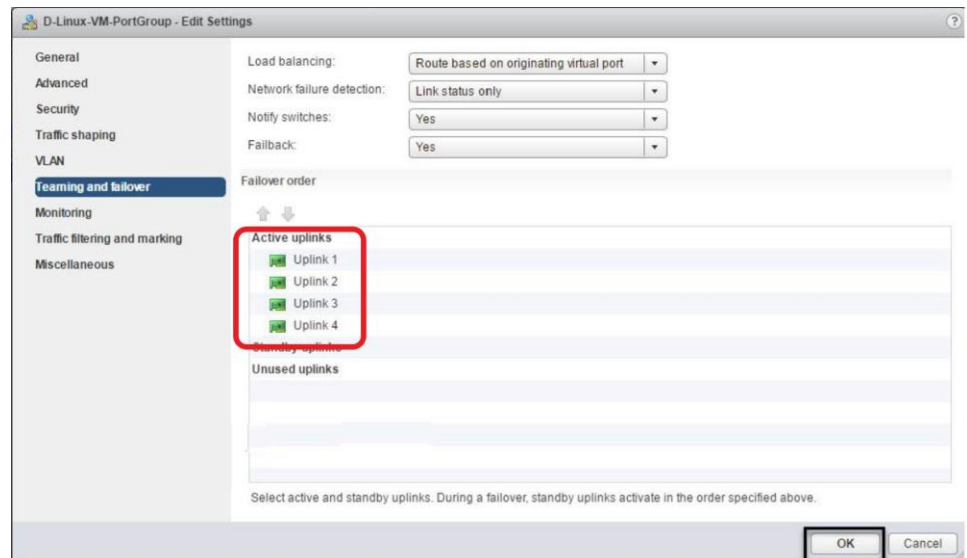 D-Linux-VM-PortGroup - Edit Settings
?
General
Advanced
Security
Traffic shaping
VLAN
Teaming and failover
Monitoring
Traffic filtering and marking
Miscellaneous
Load balancing: Route based on originating virtual port
Network failure detection: Link status only
Notify switches: Yes
Failback: Yes
Failover order
Active uplinks
Uplink 1
Uplink 2
Uplink 3
Uplink 4
Standby uplinks
Unused uplinks
Select active and standby uplinks. During a failover, standby uplinks activate in the order specified above.
OK Cancel